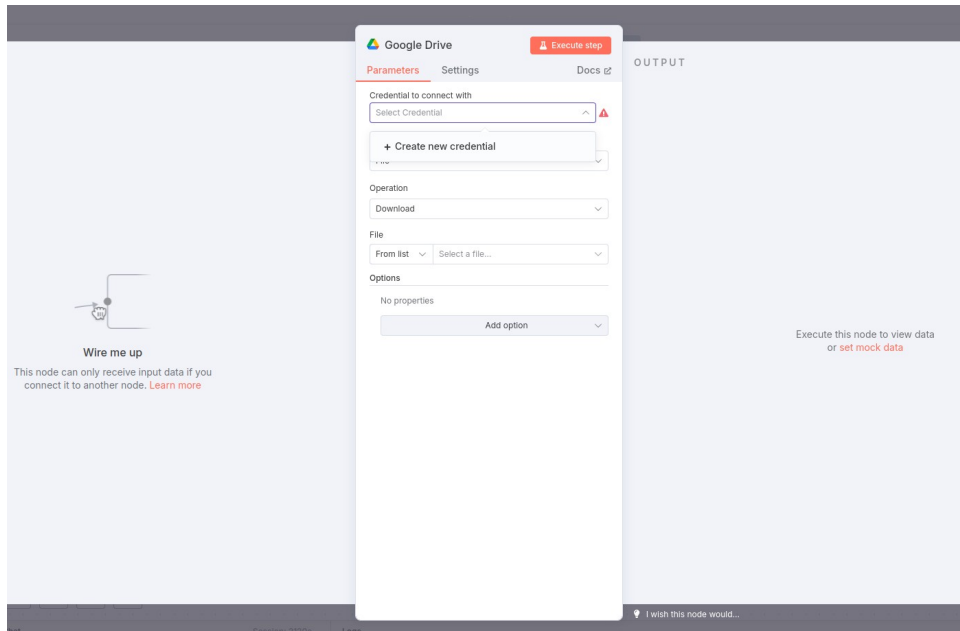 Google Drive
Execute step
Parameters
Settings
Docs
OUTPUT
Credential to connect with
Select Credential
+ Create new credential
Operation
Download
File
From list
Select a file...
Options
No properties
Add option
Wire me up
This node can only receive input data if you
connect it to another node. Learn more
Execute this node to view data
or set mock data
I wish this node would...